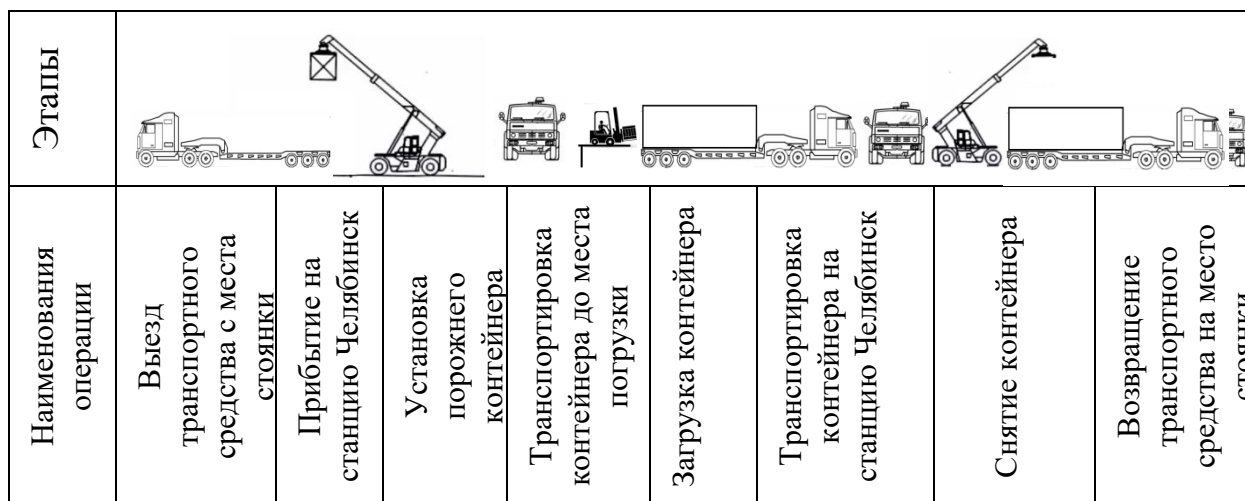 Этапы
Наименования
операции
Выезд
транспортного
средства с места
стоянки
Прибытие на
станцию Челябинск
Установка
порожнего
контейнера
Транспортировка
контейнера до места
погрузки
Загрузка контейнера
Транспортировка
контейнера на
станцию Челябинск
Снятие контейнера
Возвращение
транспортного
средства на место
стоянки